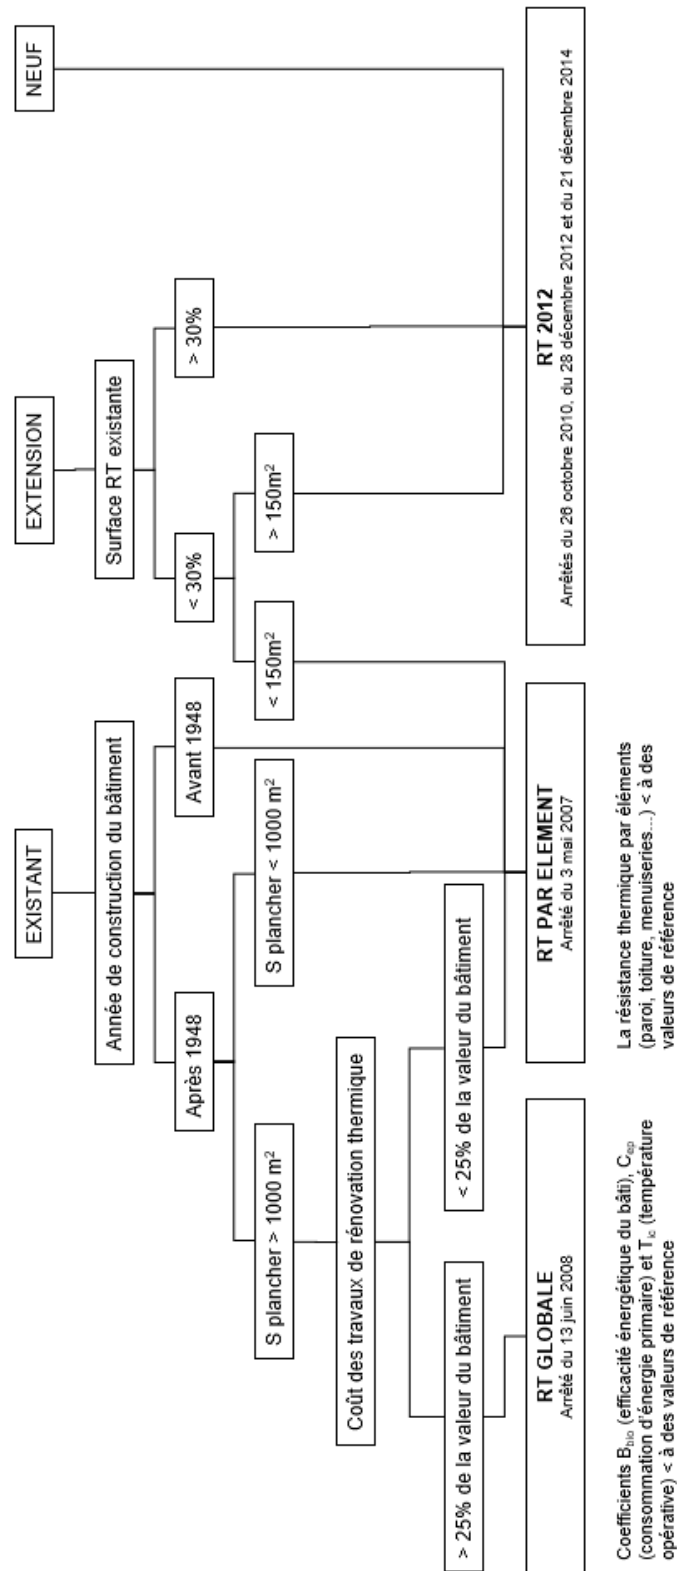 EXISTANT
EXTENSION
NEUF
Année de construction du bâtiment
Surface RT existante
Après 1948
Avant 1948
< 30%
> 30%
S plancher > 1000 m²
S plancher < 1000 m²
< 150m²
> 150m²
Coût des travaux de rénovation thermique
> 25% de la valeur du bâtiment
< 25% de la valeur du bâtiment
RT GLOBALE
Arrêté du 13 juin 2008
RT PAR ELEMENT
Arrêté du 3 mai 2007
RT 2012
Arrêtés du 26 octobre 2010, du 28 décembre 2012 et du 21 décembre 2014
Coefficients Bbio (efficacité énergétique du bâti), Cep
(consommation d'énergie primaire) et Tic (température
opérative) < à des valeurs de référence
La résistance thermique par éléments
(paroi, toiture, menuiseries...) < à des
valeurs de référence